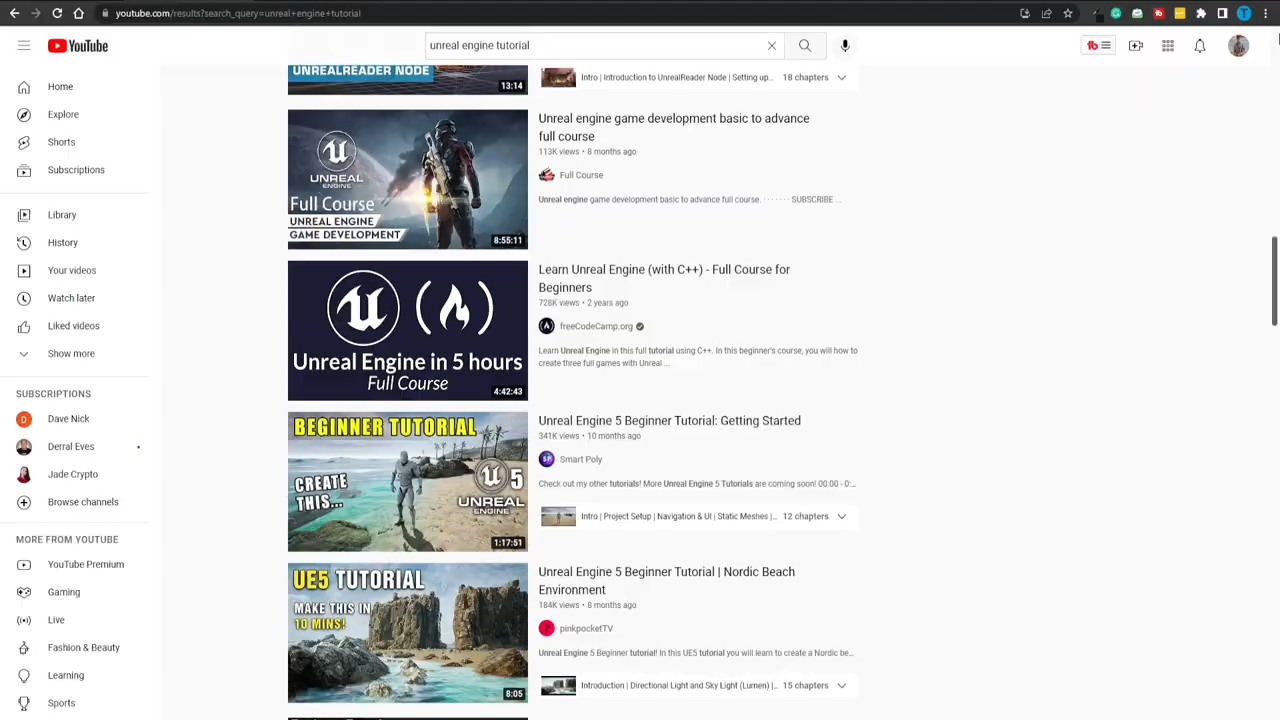 youtube.com/results?search_query=unreal+engine+tutorial
YouTube
unreal engine tutorial
Home
Explore
Shorts
Subscriptions
Library
History
Your videos
Watch later
Liked videos
Show more
SUBSCRIPTIONS
D
Dave Nick
Derral Eves
Jade Crypto
Browse channels
MORE FROM YOUTUBE
YouTube Premium
Gaming
Live
Fashion & Beauty
Learning
Sports
UNREALREADER NODE
13:14
Intro | Introduction to UnrealReader Node | Setting up...
18 chapters
UNREAL
ENGINE
Full Course
UNREAL ENGINE
GAME DEVELOPMENT
8:55:11
Unreal engine game development basic to advance
full course
113K views • 8 months ago
Full Course
Unreal engine game development basic to advance full course. · · · · · · · SUBSCRIBE ...
Unreal Engine in 5 hours
Full Course
4:42:43
Learn Unreal Engine (with C++) - Full Course for
Beginners
728K views • 2 years ago
freeCodeCamp.org
Learn Unreal Engine in this full tutorial using C++. In this beginner's course, you will how to
create three full games with Unreal ...
BEGINNER TUTORIAL
CREATE
THIS...
5
UNREAL
ENGINE
1:17:51
Unreal Engine 5 Beginner Tutorial: Getting Started
341K views • 10 months ago
SP
Smart Poly
Check out my other tutorials! More Unreal Engine 5 Tutorials are coming soon! 00:00 - 0:...
Intro | Project Setup | Navigation & UI | Static Meshes |...
12 chapters
UE5 TUTORIAL
MAKE THIS IN
10 MINS!
8:05
Unreal Engine 5 Beginner Tutorial | Nordic Beach
Environment
184K views • 8 months ago
pinkpocketTV
Unreal Engine 5 Beginner tutorial! In this UE5 tutorial you will learn to create a Nordic be...
Introduction | Directional Light and Sky Light (Lumen) |...
15 chapters